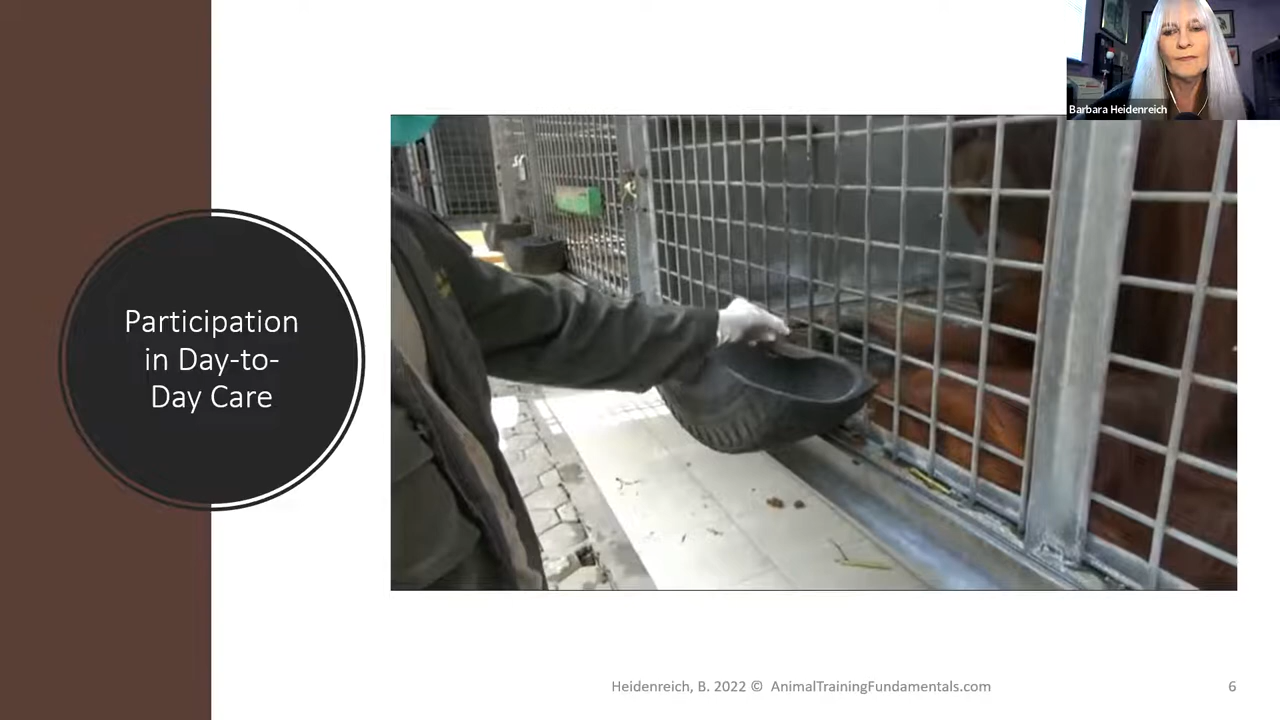 Barbara Heidenreich
Participation
in Day-to-
Day Care
Heidenreich, B. 2022 © AnimalTrainingFundamentals.com
6